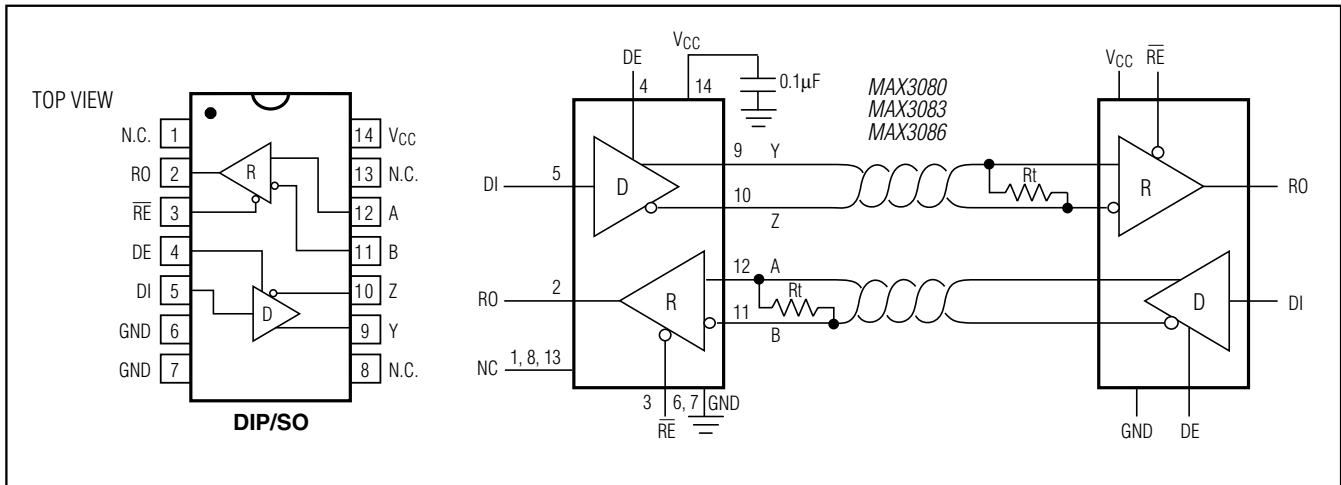 TOP VIEW
N.C. 1
RO 2
RE 3
DE 4
DI 5
GND 6
GND 7
14 VCC
13 N.C.
12 A
11 B
10 Z
9 Y
8 N.C.
R
D
DIP/SO
DE
4
VCC
14
0.1µF
MAX3080
MAX3083
MAX3086
DI 5
D
9 Y
10
Z
Rt
RO 2
R
12 A
11
B
Rt
NC 1, 8, 13
3 6, 7 GND
RE
VCC RE
R
RO
D
DI
GND DE